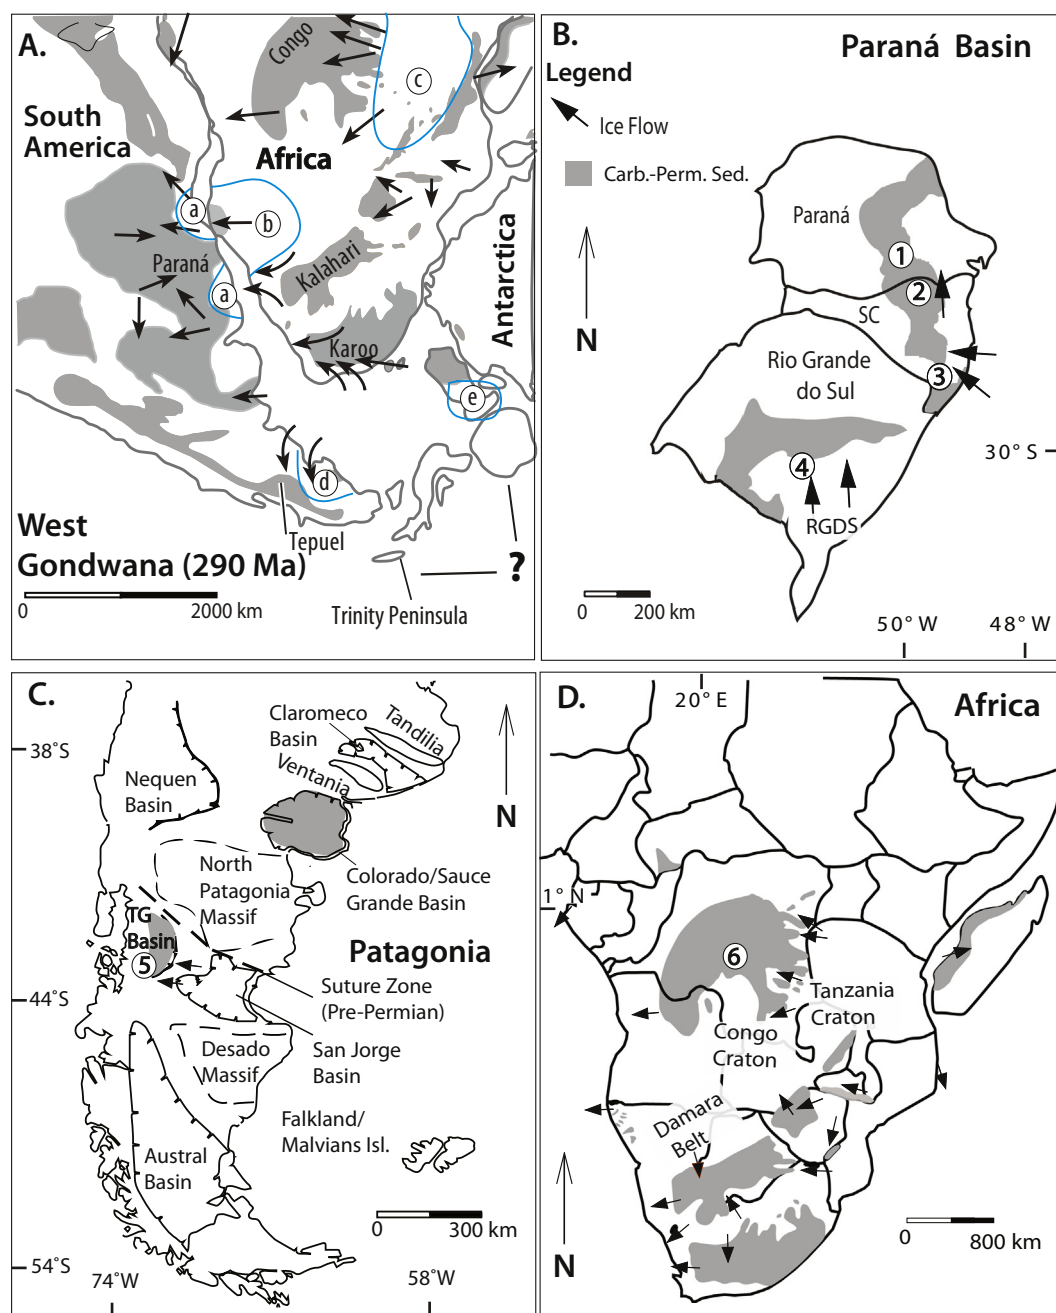 A.
Congo
c
South
America
Africa
a
b
Paraná
a
Kalahari
Karoo
Antarctica
e
d
Tepuel
West
Gondwana (290 Ma)
?
Trinity Peninsula
0
2000 km
B.
Paraná Basin
Legend
Ice Flow
Carb.-Perm. Sed.
N
Paraná
1
2
SC
3
Rio Grande
do Sul
30° S
4
RGDS
0
200 km
50° W
48° W
C.
38°S
Nequen
Basin
Claromeco
Basin
Tandilia
Ventania
N
North
Patagonia
Massif
Colorado/Sauce
Grande Basin
TG
Basin
5
Patagonia
44°S
Suture Zone
(Pre-Permian)
Desado
Massif
San Jorge
Basin
Falkland/
Malvians Isl.
Austral
Basin
0
300 km
54°S
74°W
58°W
D.
20° E
Africa
1° N
6
Tanzania
Craton
Congo
Craton
Damara
Belt
N
0
800 km